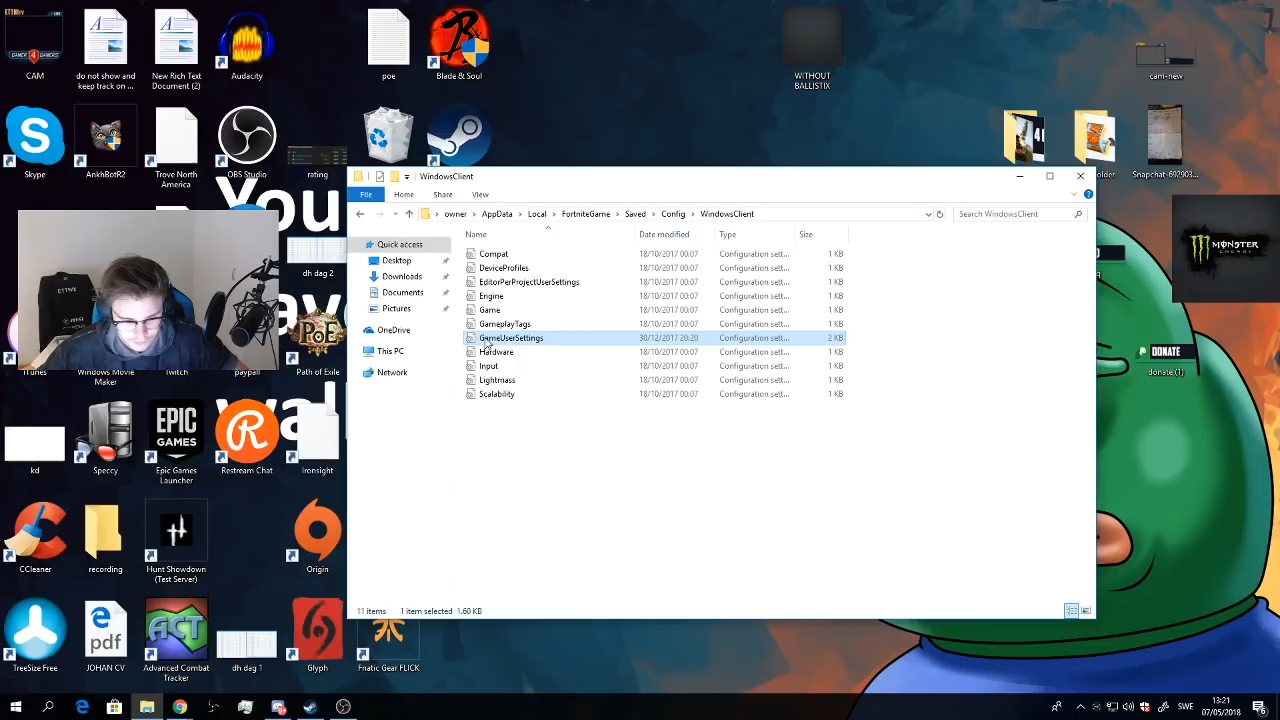 CAM
do not show and
keep track on ...
New Rich Text
Document (2)
Audacity
poe
Blade & Soul
WITHOUT
BALLISTIX
cam-new
Skype
AnkhBotR2
Trove North
America
OBS Studio
rating
Snapchat-602903...
older
WindowsClient
File
Home
Share
View
owner
AppData
Local
FortniteGame
Saved
Config
WindowsClient
Search WindowsClient
Name
Date modified
Type
Size
Quick access
Desktop
Downloads
Documents
Pictures
OneDrive
This PC
Network
Compat 18/10/2017 00:07 Configuration sett... 1 KB
DeviceProfiles 18/10/2017 00:07 Configuration sett... 1 KB
EditorPerProjectUserSettings 18/10/2017 00:07 Configuration sett... 1 KB
Engine 18/10/2017 00:07 Configuration sett... 1 KB
Game 18/10/2017 00:07 Configuration sett... 1 KB
GameplayTags 18/10/2017 00:07 Configuration sett... 1 KB
GameUserSettings 30/12/2017 20:20 Configuration sett... 2 KB
Hardware 18/10/2017 00:07 Configuration sett... 1 KB
Input 18/10/2017 00:07 Configuration sett... 1 KB
Lightmass 18/10/2017 00:07 Configuration sett... 1 KB
Scalability 18/10/2017 00:07 Configuration sett... 1 KB
11 items 1 item selected 1,60 KB
You
dh dag 2
MONSTER
ENERGY
DONATE
donate (1)
iTunes
Windows Movie
Maker
Twitch
paypall
Path of Exile
kd
Speccy
EPIC
GAMES
Epic Games
Launcher
Restream Chat
Ironsight
CCleaner
recording
Hunt Showdown
(Test Server)
Origin
TreeSize Free
pdf
JOHAN CV
ACT
Advanced Combat
Tracker
dh dag 1
Glyph
Fnatic Gear FLICK
SWE
13:21
07/05/2018